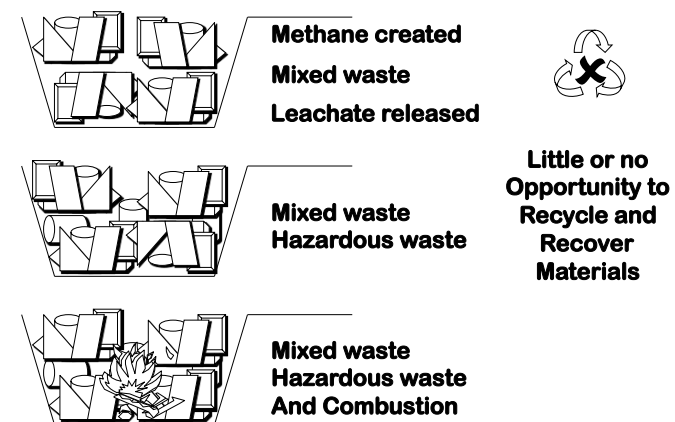 Methane created
Mixed waste
Leachate released
Mixed waste
Hazardous waste
Mixed waste
Hazardous waste
And Combustion
Little or no
Opportunity to
Recycle and
Recover
Materials